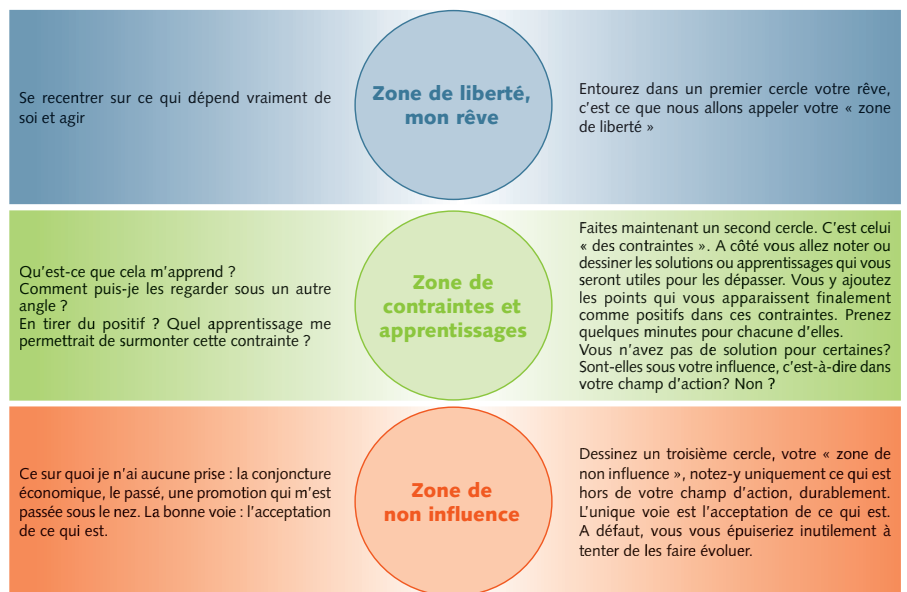 Se recentrer sur ce qui dépend vraiment de
soi et agir
Zone de liberté,
mon rêve
Entourez dans un premier cercle votre rêve,
c'est ce que nous allons appeler votre « zone
de liberté »
Qu'est-ce que cela m'apprend ?
Comment puis-je les regarder sous un autre
angle ?
En tirer du positif ? Quel apprentissage me
permettrait de surmonter cette contrainte ?
Zone de
contraintes et
apprentissages
Faites maintenant un second cercle. C'est celui
« des contraintes ». A côté vous allez noter ou
dessiner les solutions ou apprentissages qui vous
seront utiles pour les dépasser. Vous y ajoutez
les points qui vous apparaissent finalement
comme positifs dans ces contraintes. Prenez
quelques minutes pour chacune d'elles.
Vous n'avez pas de solution pour certaines?
Sont-elles sous votre influence, c'est-à-dire dans
votre champ d'action? Non ?
Ce sur quoi je n'ai aucune prise : la conjoncture
économique, le passé, une promotion qui m'est
passée sous le nez. La bonne voie : l'acceptation
de ce qui est.
Zone de
non influence
Dessinez un troisième cercle, votre « zone de
non influence », notez-y uniquement ce qui est
hors de votre champ d'action, durablement.
L'unique voie est l'acceptation de ce qui est.
A défaut, vous vous épuiseriez inutilement à
tenter de les faire évoluer.